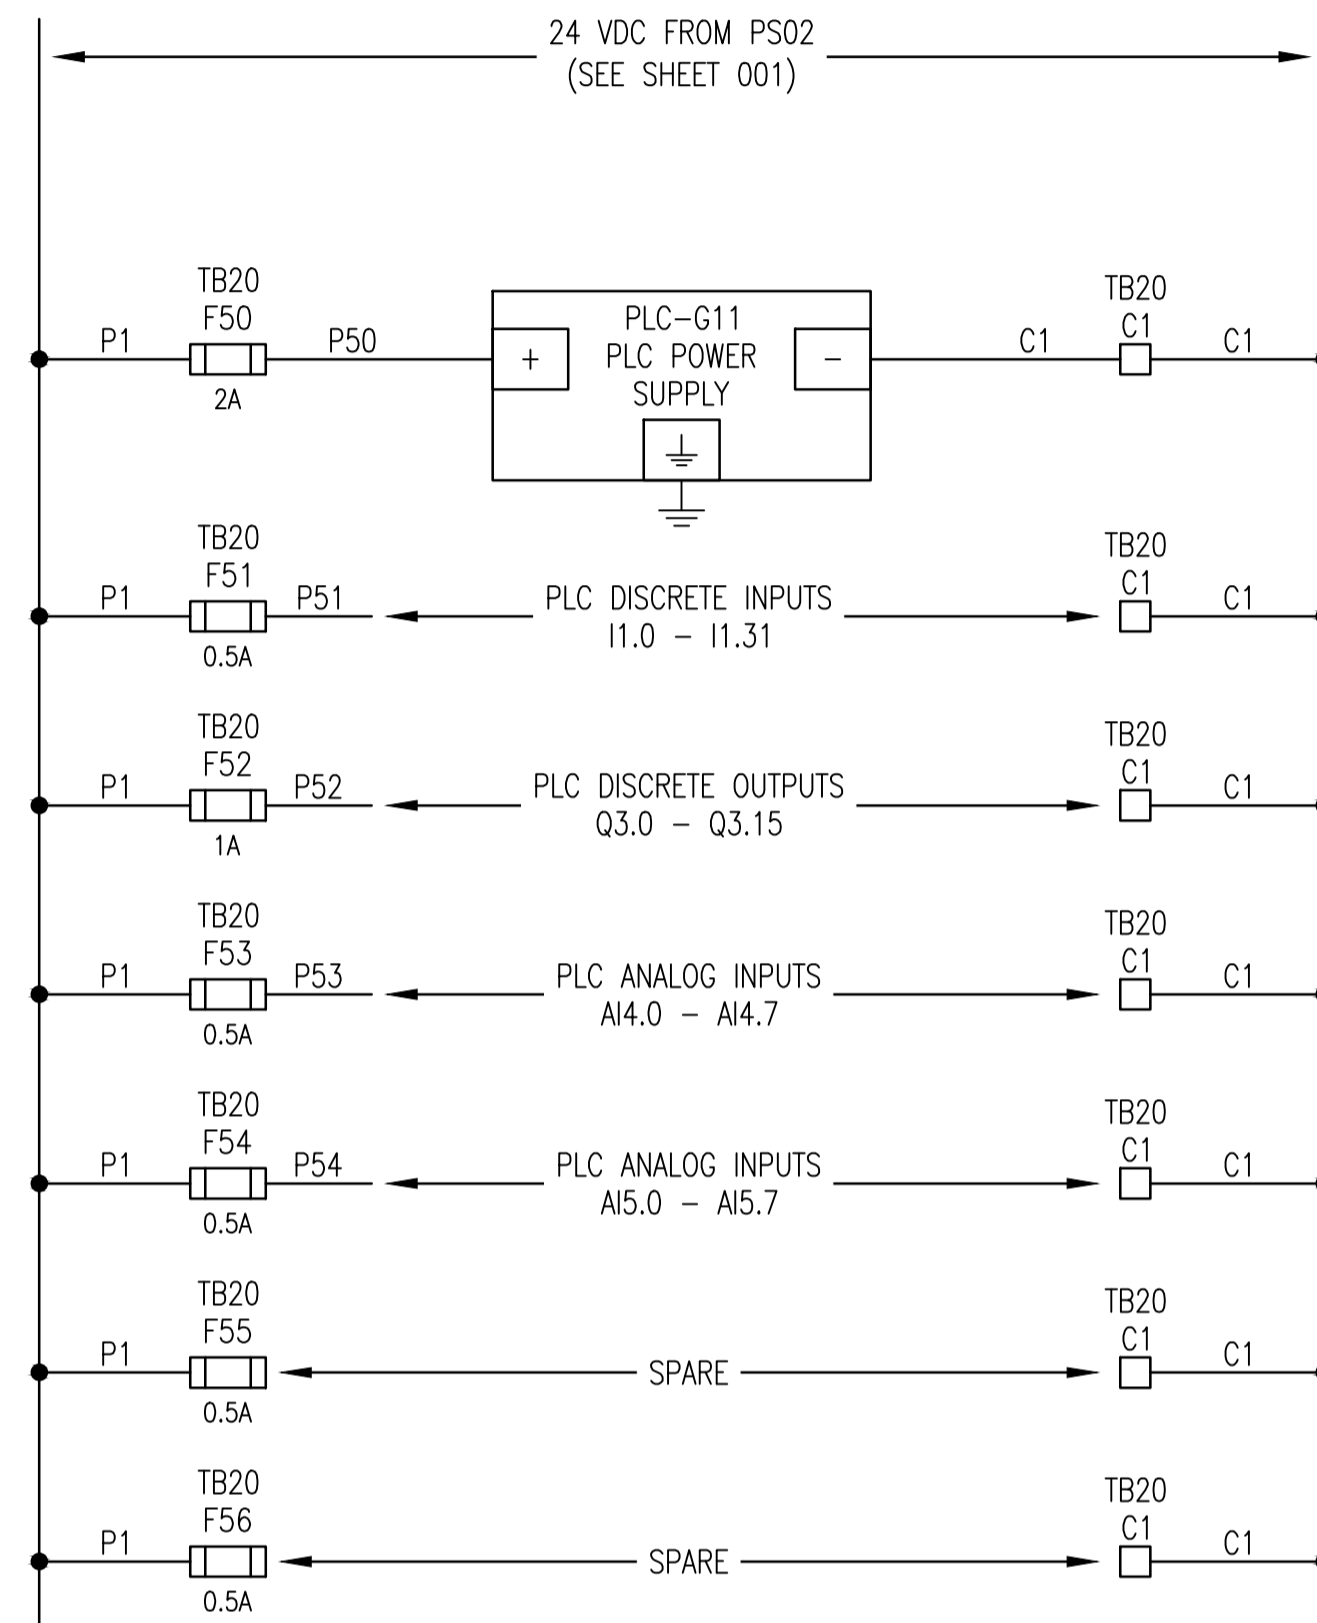 24 VDC FROM PS02
(SEE SHEET 001)
TB20
F50
P1
P50
2A
PLC-G11
PLC POWER
SUPPLY
+
-
C1
TB20
C1
C1
TB20
F51
P1
P51
0.5A
PLC DISCRETE INPUTS
I1.0 - I1.31
TB20
C1
C1
TB20
F52
P1
P52
1A
PLC DISCRETE OUTPUTS
Q3.0 - Q3.15
TB20
C1
C1
TB20
F53
P1
P53
0.5A
PLC ANALOG INPUTS
AI4.0 - AI4.7
TB20
C1
C1
TB20
F54
P1
P54
0.5A
PLC ANALOG INPUTS
AI5.0 - AI5.7
TB20
C1
C1
TB20
F55
P1
0.5A
SPARE
TB20
C1
C1
TB20
F56
P1
0.5A
SPARE
TB20
C1
C1